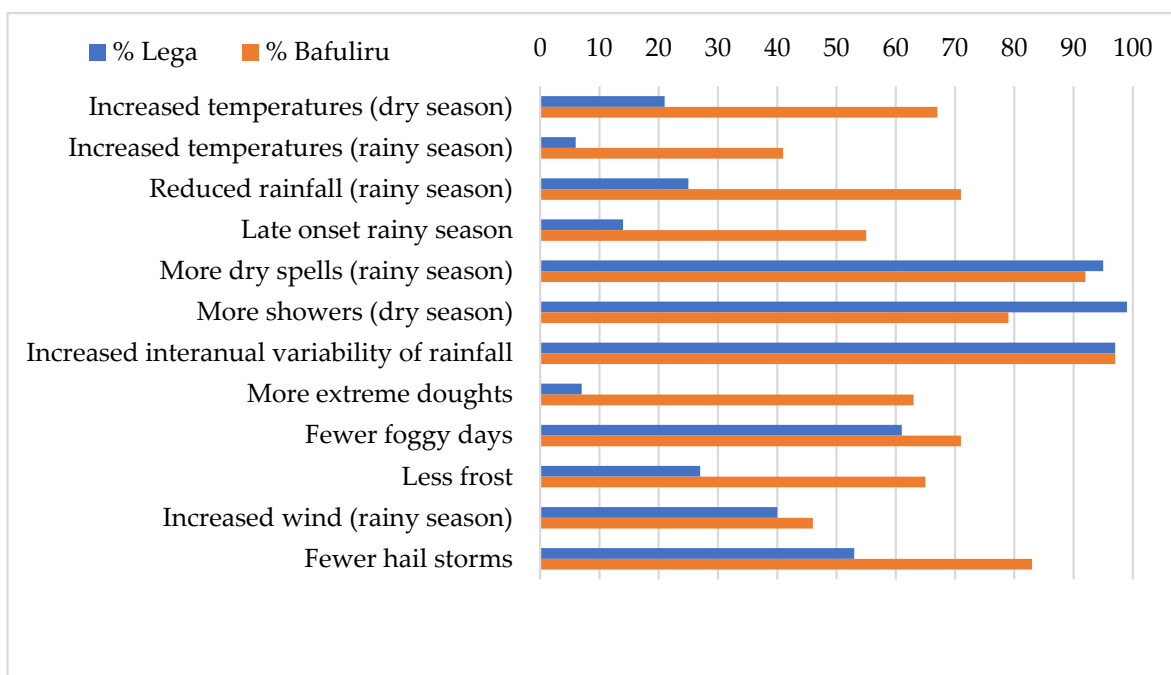 % Lega % Bafuliru
0 10 20 30 40 50 60 70 80 90 100
Increased temperatures (dry season)
Increased temperatures (rainy season)
Reduced rainfall (rainy season)
Late onset rainy season
More dry spells (rainy season)
More showers (dry season)
Increased interanual variability of rainfall
More extreme doughts
Fewer foggy days
Less frost
Increased wind (rainy season)
Fewer hail storms